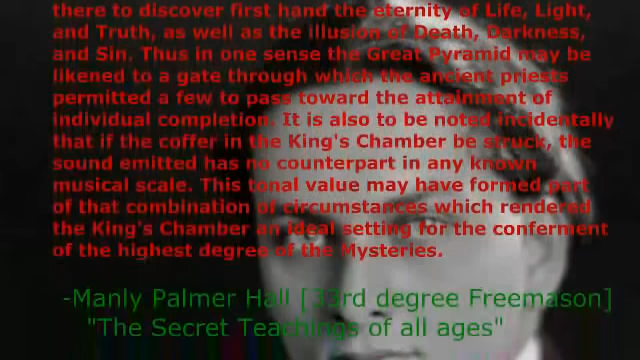 there to discover first hand the eternity of Life, Light,
and Truth, as well as the illusion of Death, Darkness,
and Sin. Thus in one sense the Great Pyramid may be
likened to a gate through which the ancient priests
permitted a few to pass toward the attainment of
individual completion. It is also to be noted incidentally
that if the coffer in the King's Chamber be struck, the
sound emitted has no counterpart in any known
musical scale. This tonal value may have formed part
of that combination of circumstances which rendered
the King's Chamber an ideal setting for the conferment
of the highest degree of the Mysteries.
-Manly Palmer Hall [33rd degree Freemason]
"The Secret Teachings of all ages"